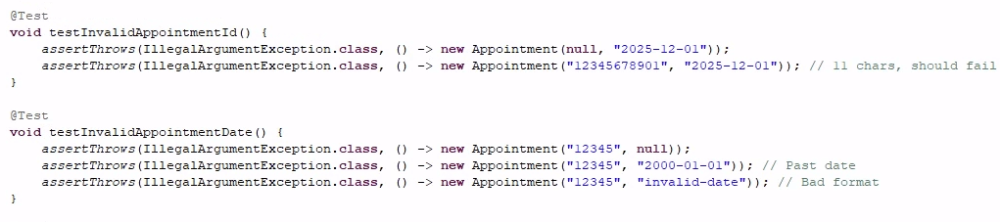 @Test
void testInvalidAppointmentId() {
    assertThrows(IllegalArgumentException.class, () -> new Appointment(null, "2025-12-01"));
    assertThrows(IllegalArgumentException.class, () -> new Appointment("12345678901", "2025-12-01")); // 11 chars, should fail
}

@Test
void testInvalidAppointmentDate() {
    assertThrows(IllegalArgumentException.class, () -> new Appointment("12345", null));
    assertThrows(IllegalArgumentException.class, () -> new Appointment("12345", "2000-01-01")); // Past date
    assertThrows(IllegalArgumentException.class, () -> new Appointment("12345", "invalid-date")); // Bad format
}